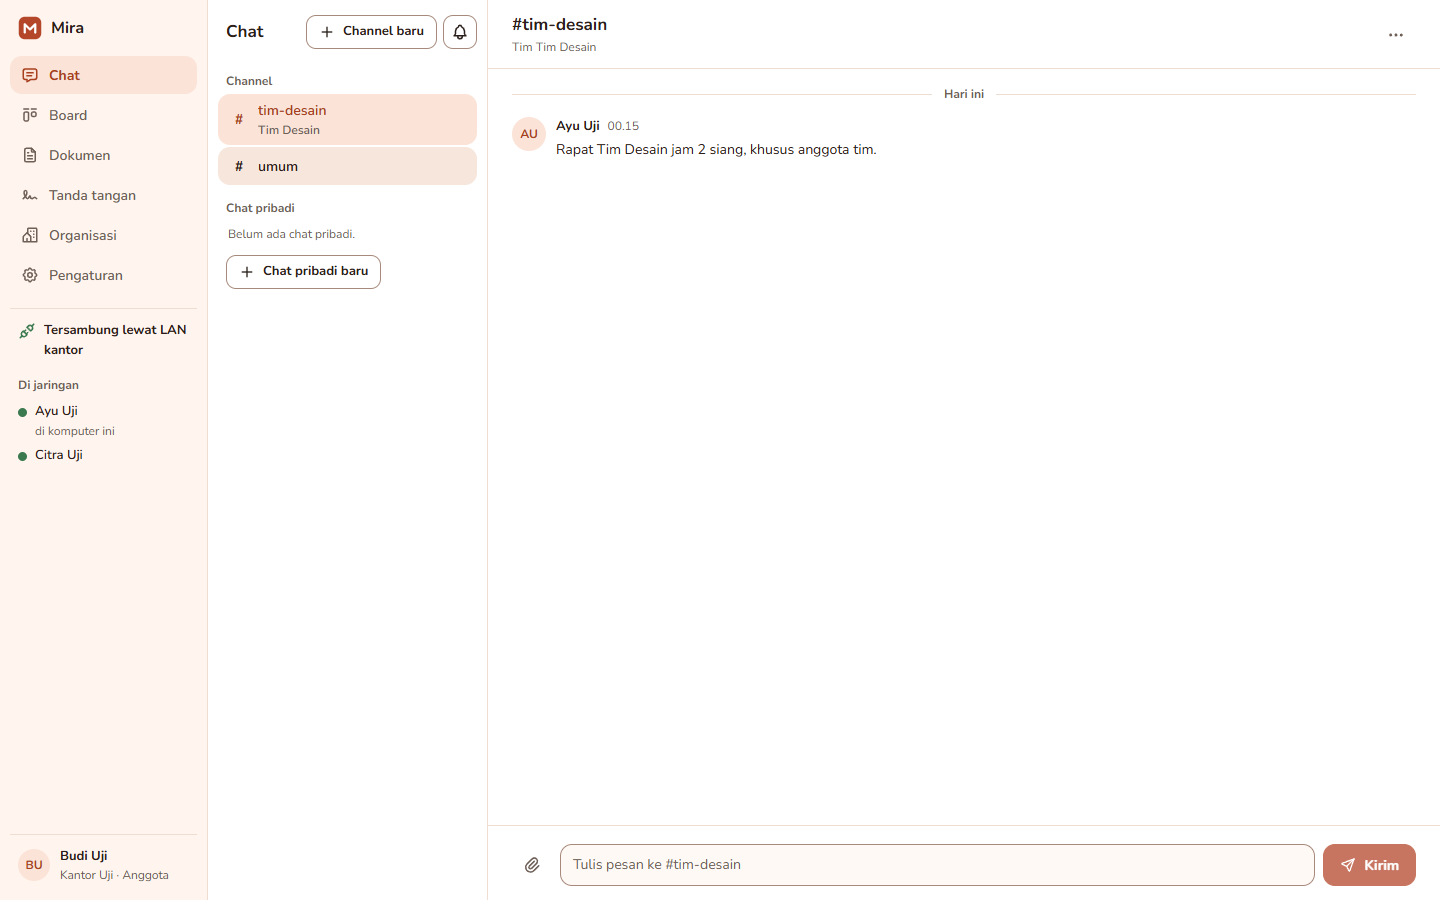 Mira
Chat
Board
Dokumen
Tanda tangan
Organisasi
Pengaturan
Tersambung lewat LAN
kantor
Di jaringan
Ayu Uji
di komputer ini
Citra Uji
BU
Budi Uji
Kantor Uji · Anggota
Chat
Channel baru
Channel
# tim-desain
Tim Desain
# umum
Chat pribadi
Belum ada chat pribadi.
Chat pribadi baru
#tim-desain
Tim Tim Desain
Hari ini
AU
Ayu Uji 00.15
Rapat Tim Desain jam 2 siang, khusus anggota tim.
Tulis pesan ke #tim-desain
Kirim